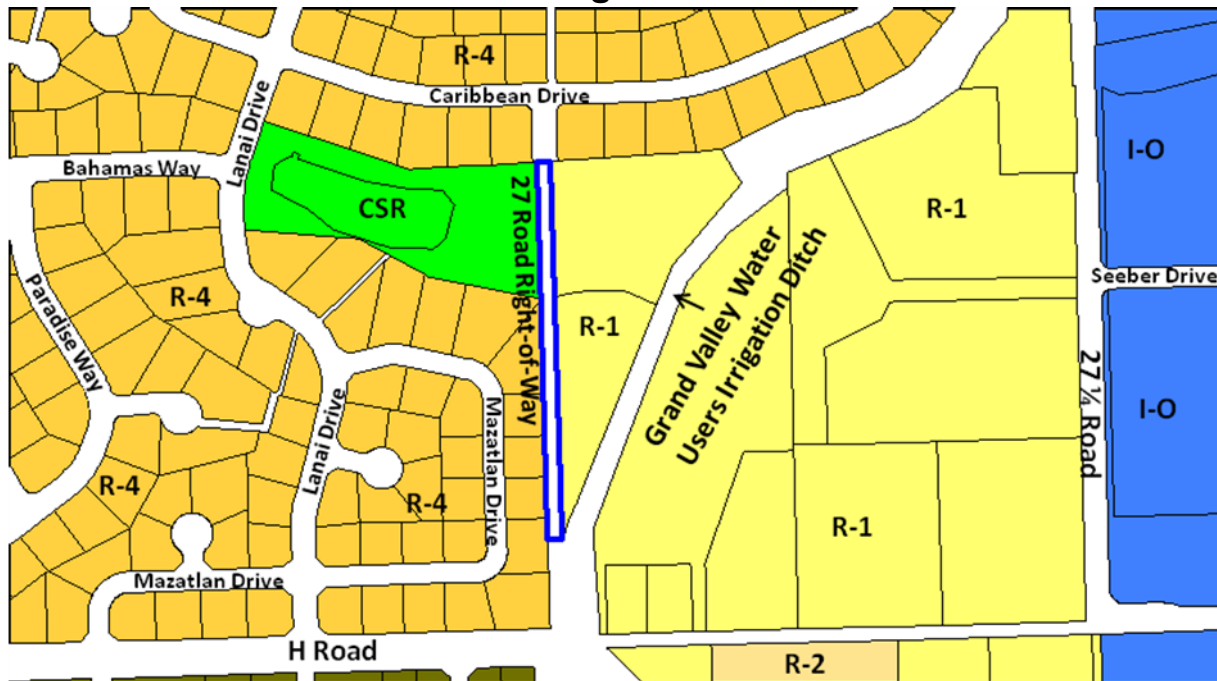 R-4
Caribbean Drive
Lanai Drive
Bahamas Way
I-O
CSR
27 Road Right-of-Way
R-1
Seeber Drive
Paradise Way
R-4
R-1
Grand Valley Water
Users Irrigation Ditch
27 ¼ Road
I-O
Lanai Drive
Mazatlan Drive
R-4
R-4
R-1
Mazatlan Drive
H Road
R-2